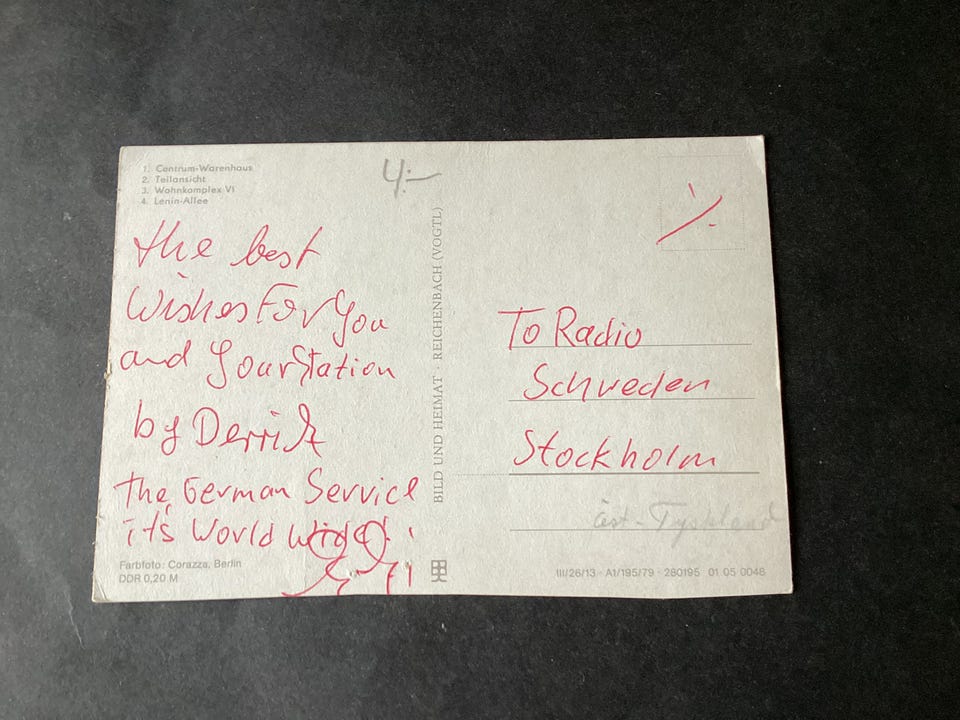 1. Centrum-Warenhaus
2. Teilansicht
3. Wohnkomplex VI
4. Lenin-Allee
4:-
the best
Wishes For You
and Your Station
by Derrick
the German Service
it's World wide!
Farbfoto: Corazza, Berlin
DDR 0,20 M
BILD UND HEIMAT · REICHENBACH (VOGTL)
To Radio
Schweden
Stockholm
öst-Tyskland
III/26/13 · A1/195/79 · 280195 01 05 0048